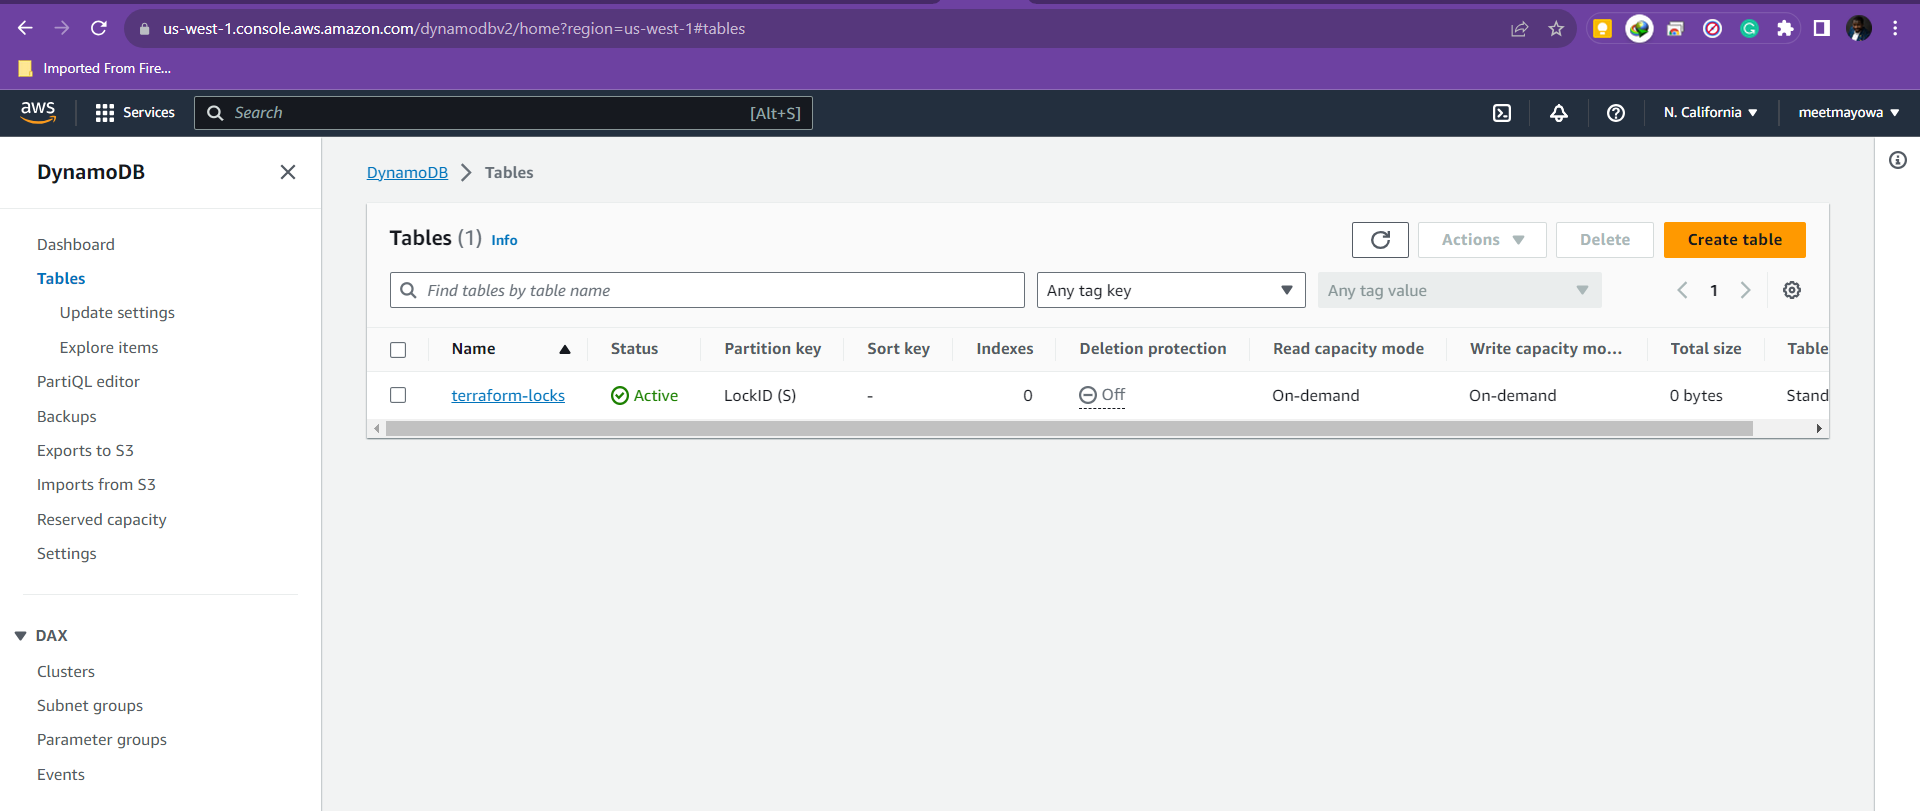 us-west-1.console.aws.amazon.com/dynamodbv2/home?region=us-west-1#tables
Imported From Fire...
aws
Services
Search
[Alt+S]
N. California
meetmayowa
DynamoDB
Dashboard
Tables
Update settings
Explore items
PartiQL editor
Backups
Exports to S3
Imports from S3
Reserved capacity
Settings
DAX
Clusters
Subnet groups
Parameter groups
Events
DynamoDB
Tables
Tables (1) Info
Actions
Delete
Create table
Find tables by table name
Any tag key
Any tag value
1
Name Status Partition key Sort key Indexes Deletion protection Read capacity mode Write capacity mo... Total size Table
terraform-locks Active LockID (S) - 0 Off On-demand On-demand 0 bytes Stand